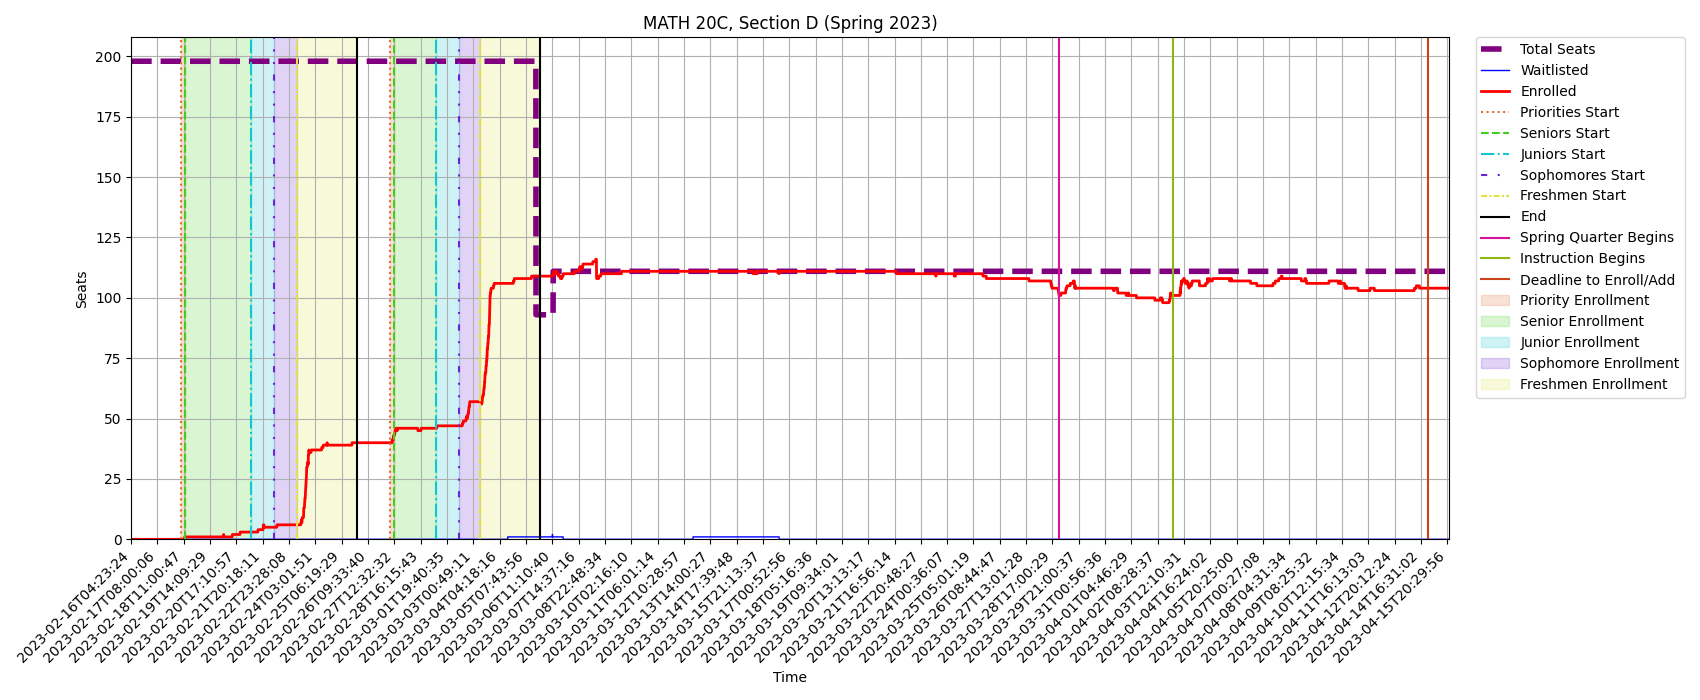 MATH 20C, Section D (Spring 2023)
Seats
200
175
150
125
100
75
50
25
0
2023-02-16T04:23:24
2023-02-17T08:00:06
2023-02-18T11:00:47
2023-02-19T14:09:29
2023-02-20T17:10:57
2023-02-21T20:18:11
2023-02-22T23:28:08
2023-02-24T03:01:51
2023-02-25T06:19:29
2023-02-26T09:33:40
2023-02-27T12:32:32
2023-02-28T16:15:43
2023-03-01T19:40:35
2023-03-03T00:49:11
2023-03-04T04:18:16
2023-03-05T07:43:56
2023-03-06T11:10:40
2023-03-07T14:37:16
2023-03-08T22:48:34
2023-03-10T02:16:10
2023-03-11T06:01:14
2023-03-12T10:28:57
2023-03-13T14:00:27
2023-03-14T17:39:48
2023-03-15T21:13:37
2023-03-17T00:52:56
2023-03-18T05:16:36
2023-03-19T09:34:01
2023-03-20T13:13:17
2023-03-21T16:56:14
2023-03-22T20:48:27
2023-03-24T00:36:07
2023-03-25T05:01:19
2023-03-26T08:44:47
2023-03-27T13:01:28
2023-03-28T17:00:29
2023-03-29T21:00:37
2023-03-31T00:56:36
2023-04-01T04:46:29
2023-04-02T08:28:37
2023-04-03T12:10:31
2023-04-04T16:24:02
2023-04-05T20:25:00
2023-04-07T00:27:08
2023-04-08T04:31:34
2023-04-09T08:25:32
2023-04-10T12:15:34
2023-04-11T16:13:03
2023-04-12T20:12:24
2023-04-14T16:31:02
2023-04-15T20:29:56
Time
Total Seats
Waitlisted
Enrolled
Priorities Start
Seniors Start
Juniors Start
Sophomores Start
Freshmen Start
End
Spring Quarter Begins
Instruction Begins
Deadline to Enroll/Add
Priority Enrollment
Senior Enrollment
Junior Enrollment
Sophomore Enrollment
Freshmen Enrollment